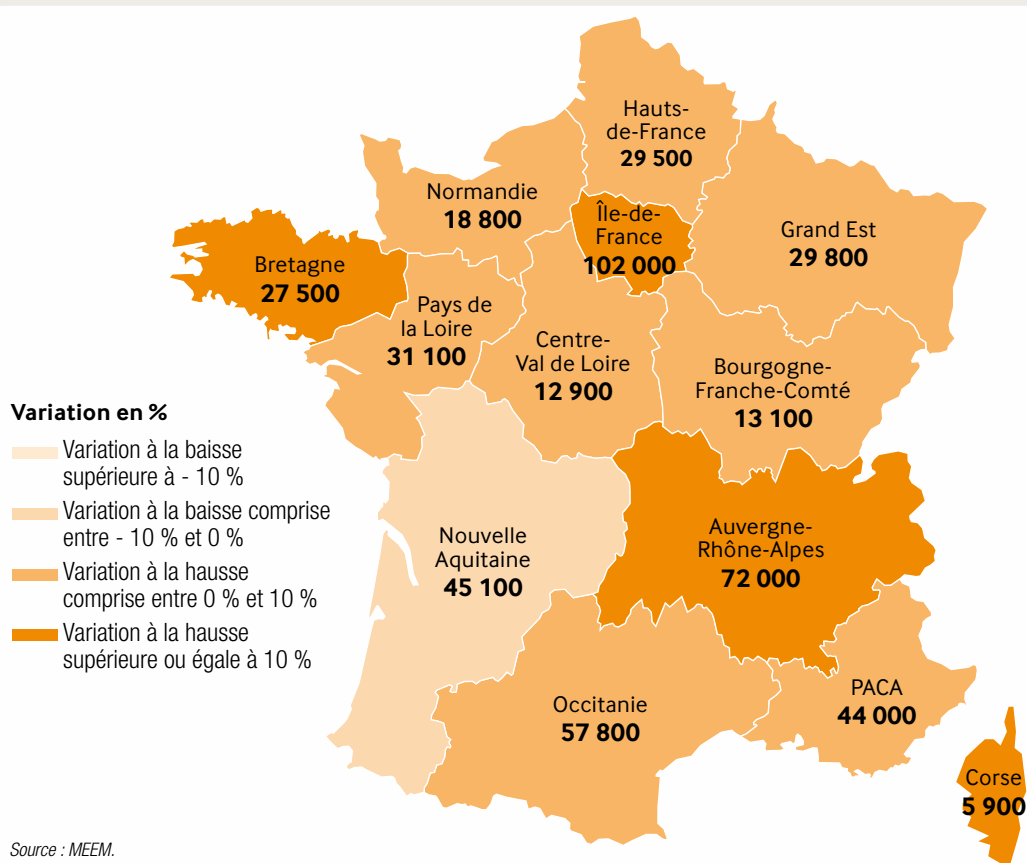 Hauts-
de-France
29 500
Normandie
18 800
Île-de-
France
102 000
Grand Est
29 800
Bretagne
27 500
Pays de
la Loire
31 100
Centre-
Val de Loire
12 900
Bourgogne-
Franche-Comté
13 100
Variation en %
Variation à la baisse
supérieure à - 10 %
Variation à la baisse comprise
entre - 10 % et 0 %
Variation à la hausse
comprise entre 0 % et 10 %
Variation à la hausse
supérieure ou égale à 10 %
Nouvelle
Aquitaine
45 100
Auvergne-
Rhône-Alpes
72 000
Occitanie
57 800
PACA
44 000
Corse
5 900
Source : MEEM.